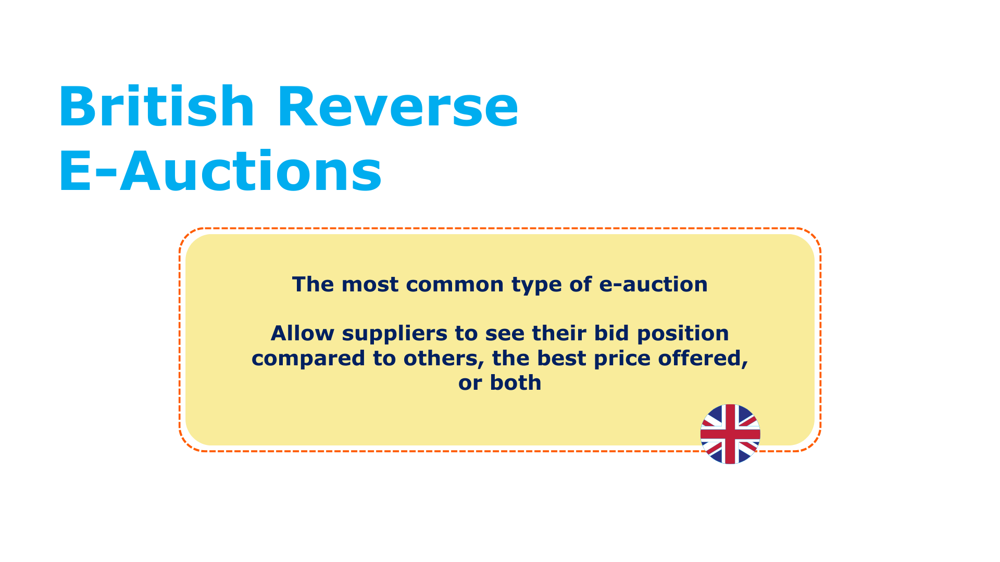 British Reverse
E-Auctions
The most common type of e-auction
Allow suppliers to see their bid position
compared to others, the best price offered,
or both